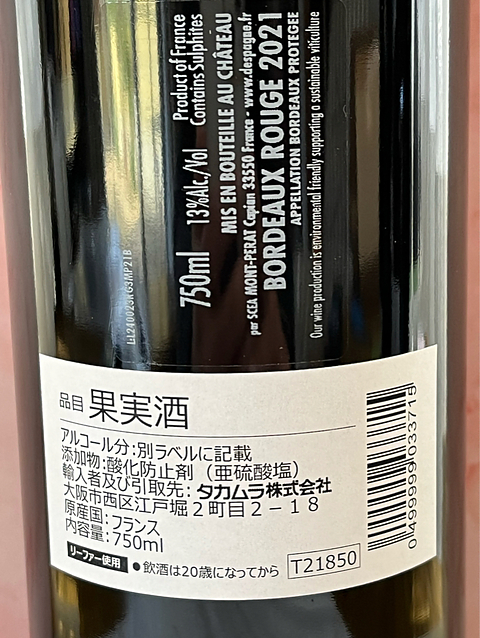 Product of France
Contains Sulphites
750ml 13%Alc./Vol
MIS EN BOUTEILLE AU CHÂTEAU
par SCEA MONT-PERAT Capian 33550 France - www.despagne.fr
BORDEAUX ROUGE 2021
APPELLATION BORDEAUX PROTÉGÉE
Our wine production is environmental friendly supporting a sustainable viticulture
品目 果実酒
アルコール分:別ラベルに記載
添加物:酸化防止剤(亜硫酸塩)
輸入者及び引取先:タカムラ株式会社
大阪市西区江戸堀2町目2-18
原産国:フランス
内容量:750ml
リーファー使用 ●飲酒は20歳になってから T21850
0499999033715